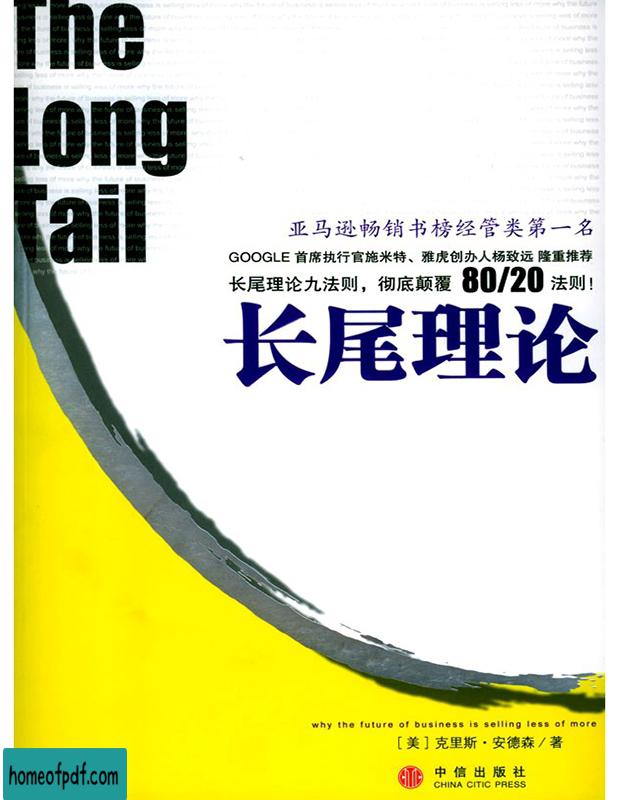 The
Long
Tail
亚马逊畅销书榜经管类第一名
GOOGLE 首席执行官施米特、雅虎创办人杨致远 隆重推荐
长尾理论九法则，彻底颠覆 80/20 法则！
长尾理论
why the future of business is selling less of more
[美] 克里斯·安德森／著
中信出版社
CHINA CITIC PRESS
homeofpdf.com